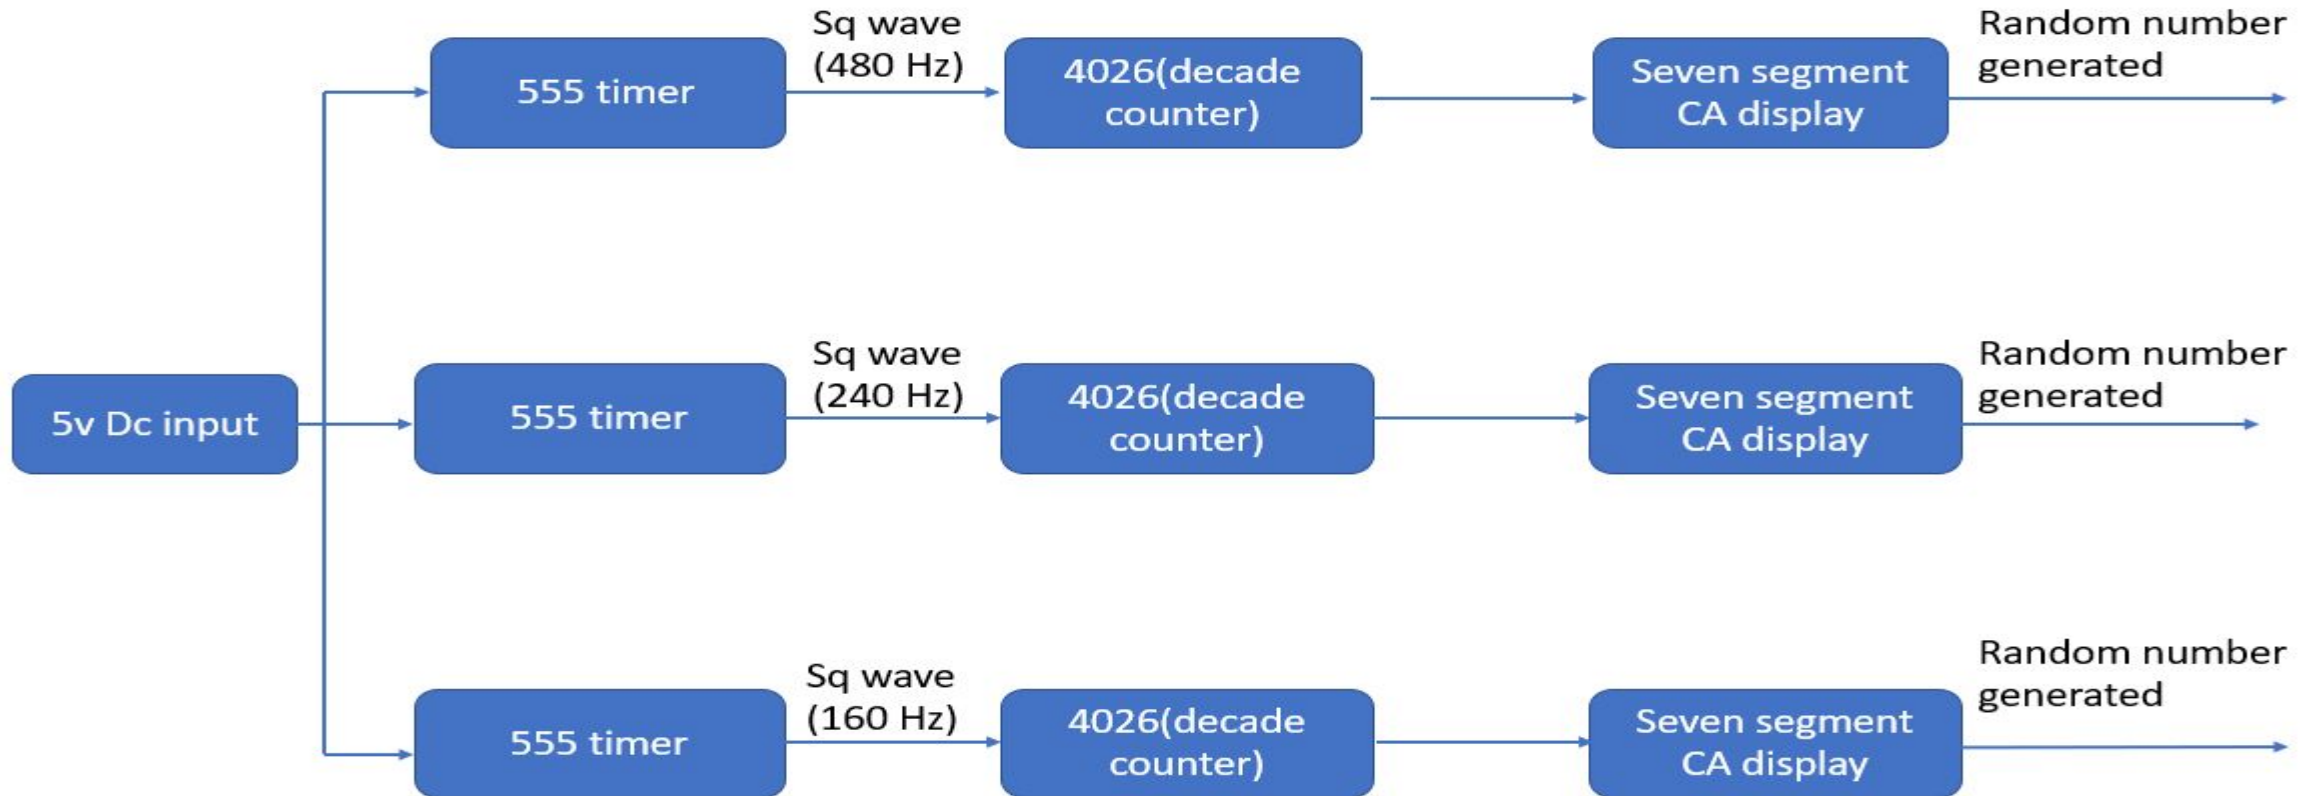 Sq wave
(480 Hz)
Random number
generated
555 timer
4026(decade
counter)
Seven segment
CA display
5v Dc input
Sq wave
(240 Hz)
Random number
generated
555 timer
4026(decade
counter)
Seven segment
CA display
Sq wave
(160 Hz)
Random number
generated
555 timer
4026(decade
counter)
Seven segment
CA display